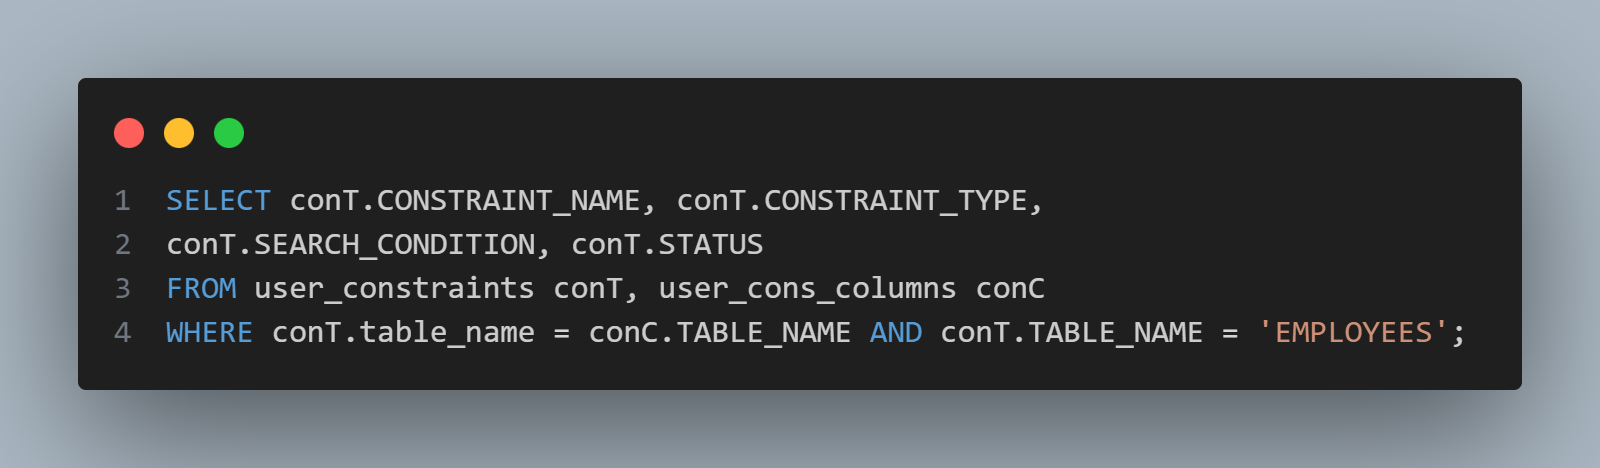 1 SELECT conT.CONSTRAINT_NAME, conT.CONSTRAINT_TYPE,
2 conT.SEARCH_CONDITION, conT.STATUS
3 FROM user_constraints conT, user_cons_columns conC
4 WHERE conT.table_name = conC.TABLE_NAME AND conT.TABLE_NAME = 'EMPLOYEES';